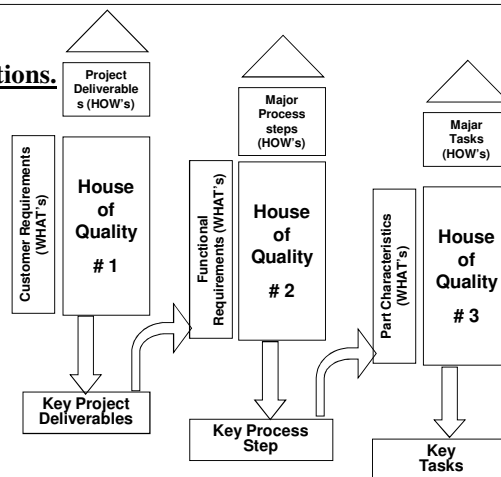 tions.
Project
Deliverable
s (HOW's)
Customer Requirements
(WHAT's)
House
of
Quality
# 1
Key Project
Deliverables
Major
Process
steps
(HOW's)
Functional
Requirements (WHAT's)
House
of
Quality
# 2
Key Process
Step
Majar
Tasks
(HOW's)
Part Characteristics
(WHAT's)
House
of
Quality
# 3
Key
Tasks